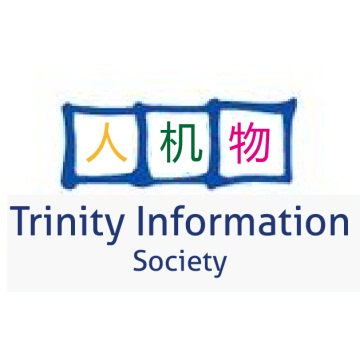 人机物
Trinity Information
Society